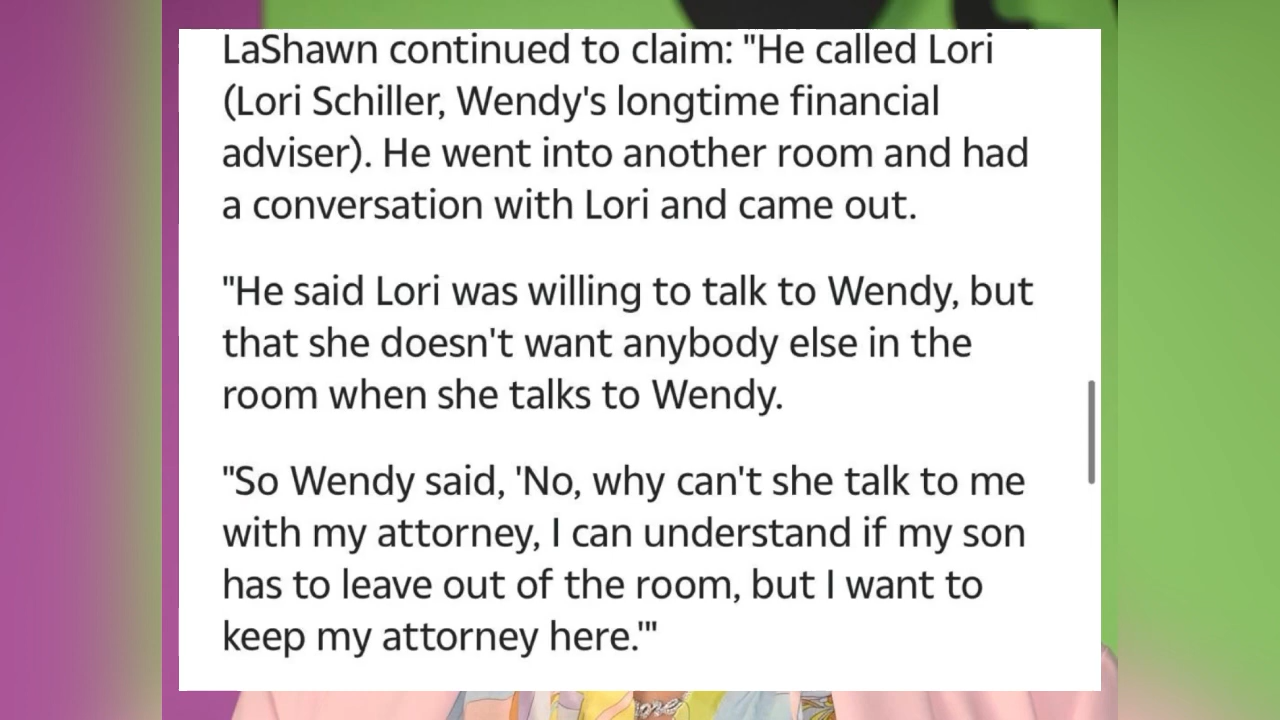 LaShawn continued to claim: "He called Lori
(Lori Schiller, Wendy's longtime financial
adviser). He went into another room and had
a conversation with Lori and came out.
"He said Lori was willing to talk to Wendy, but
that she doesn't want anybody else in the
room when she talks to Wendy.
"So Wendy said, 'No, why can't she talk to me
with my attorney, I can understand if my son
has to leave out of the room, but I want to
keep my attorney here.'"